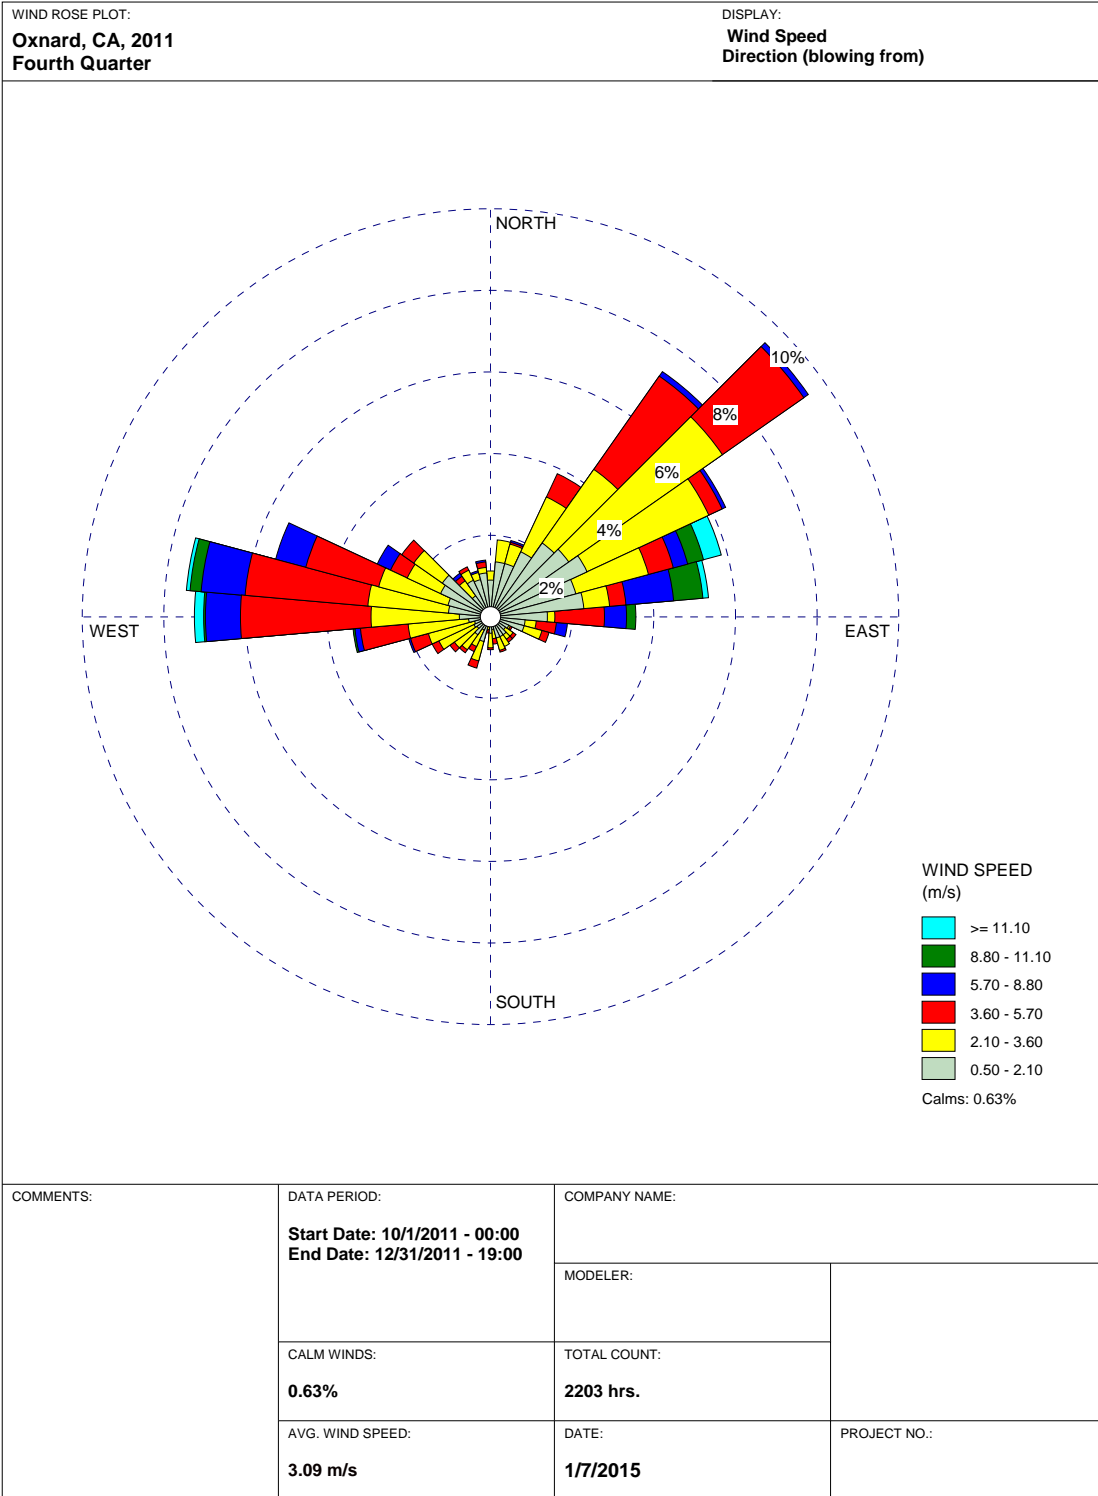 WIND ROSE PLOT:
Oxnard, CA, 2011
Fourth Quarter
DISPLAY:
Wind Speed
Direction (blowing from)
NORTH
10%
8%
6%
4%
2%
WEST
EAST
SOUTH
WIND SPEED
(m/s)
>= 11.10
8.80 - 11.10
5.70 - 8.80
3.60 - 5.70
2.10 - 3.60
0.50 - 2.10
Calms: 0.63%
COMMENTS:
DATA PERIOD:
Start Date: 10/1/2011 - 00:00
End Date: 12/31/2011 - 19:00
COMPANY NAME:
MODELER:
CALM WINDS:
0.63%
TOTAL COUNT:
2203 hrs.
AVG. WIND SPEED:
3.09 m/s
DATE:
1/7/2015
PROJECT NO.: